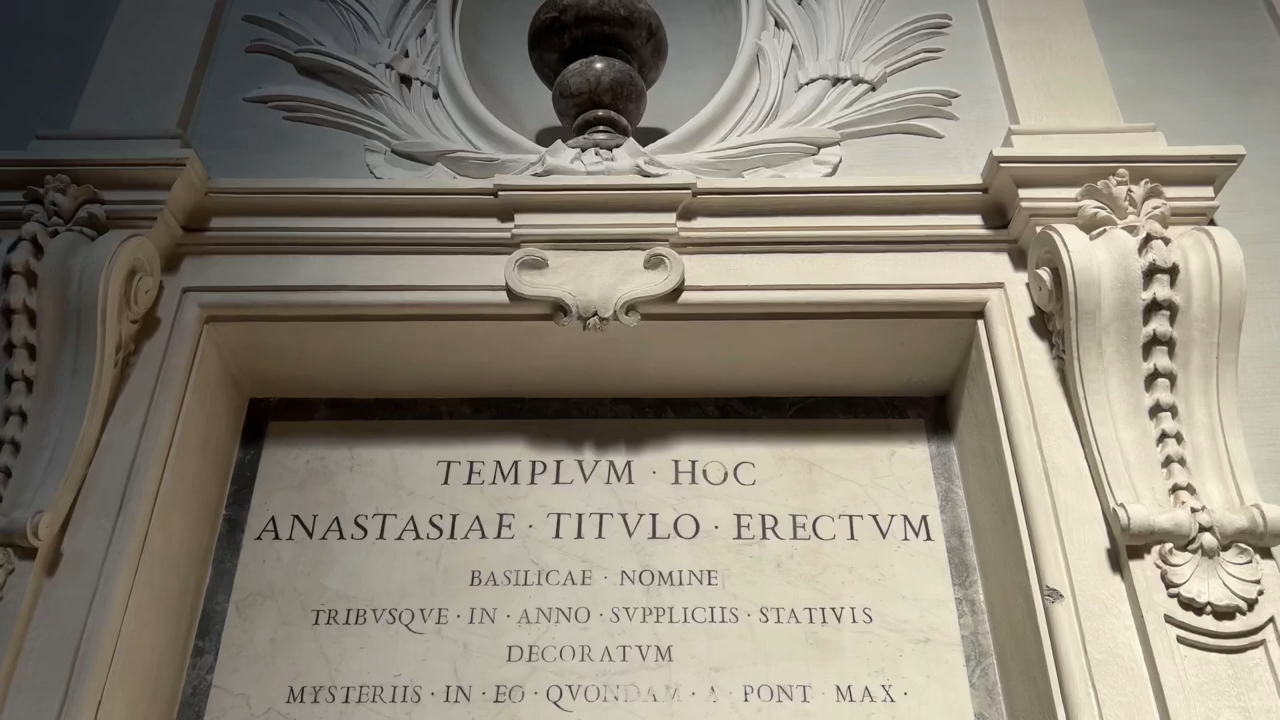 TEMPLVM · HOC
ANASTASIAE · TITVLO · ERECTVM
BASILICAE · NOMINE
TRIBVSQVE · IN · ANNO · SVPPLICIIS · STATIVIS
DECORATVM
MYSTERIIS · IN · EO · QVONDAM · A · PONT · MAX ·